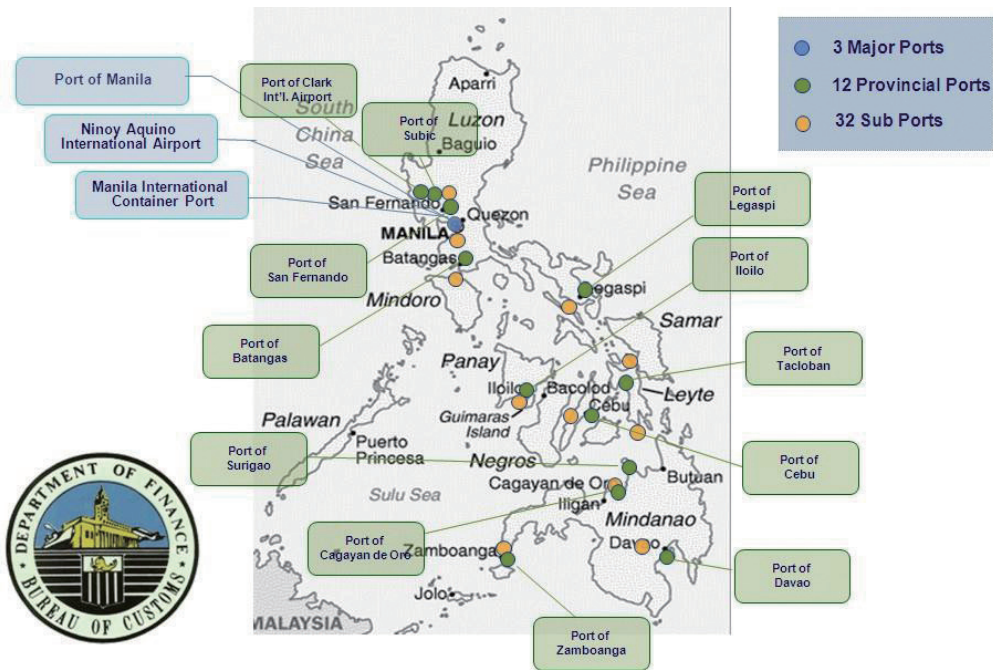 3 Major Ports
12 Provincial Ports
32 Sub Ports
Port of Manila
Ninoy Aquino
International Airport
Manila International
Container Port
Port of Clark
Int'l. Airport
Port of
Subic
Port of
San Fernando
Port of
Batangas
Port of
Surigao
Port of
Cagayan de Oro
Port of
Zamboanga
Port of
Legaspi
Port of
Iloilo
Port of
Tacloban
Port of
Cebu
Port of
Davao
Aparri
South
China
Sea
Luzon
Baguio
Philippine
Sea
San Fernando
Quezon
MANILA
Batangas
Mindoro
egaspi
Samar
Panay
Iloilo
Bacolod
Cebu
Leyte
Guimaras
Island
Palawan
Puerto
Princesa
Negros
Sulu Sea
Cagayan de Or
Butuan
Iligan
Mindanao
Zamboanga
Davao
Jolo
MALAYSIA
DEPARTMENT OF FINANCE
BUREAU OF CUSTOMS